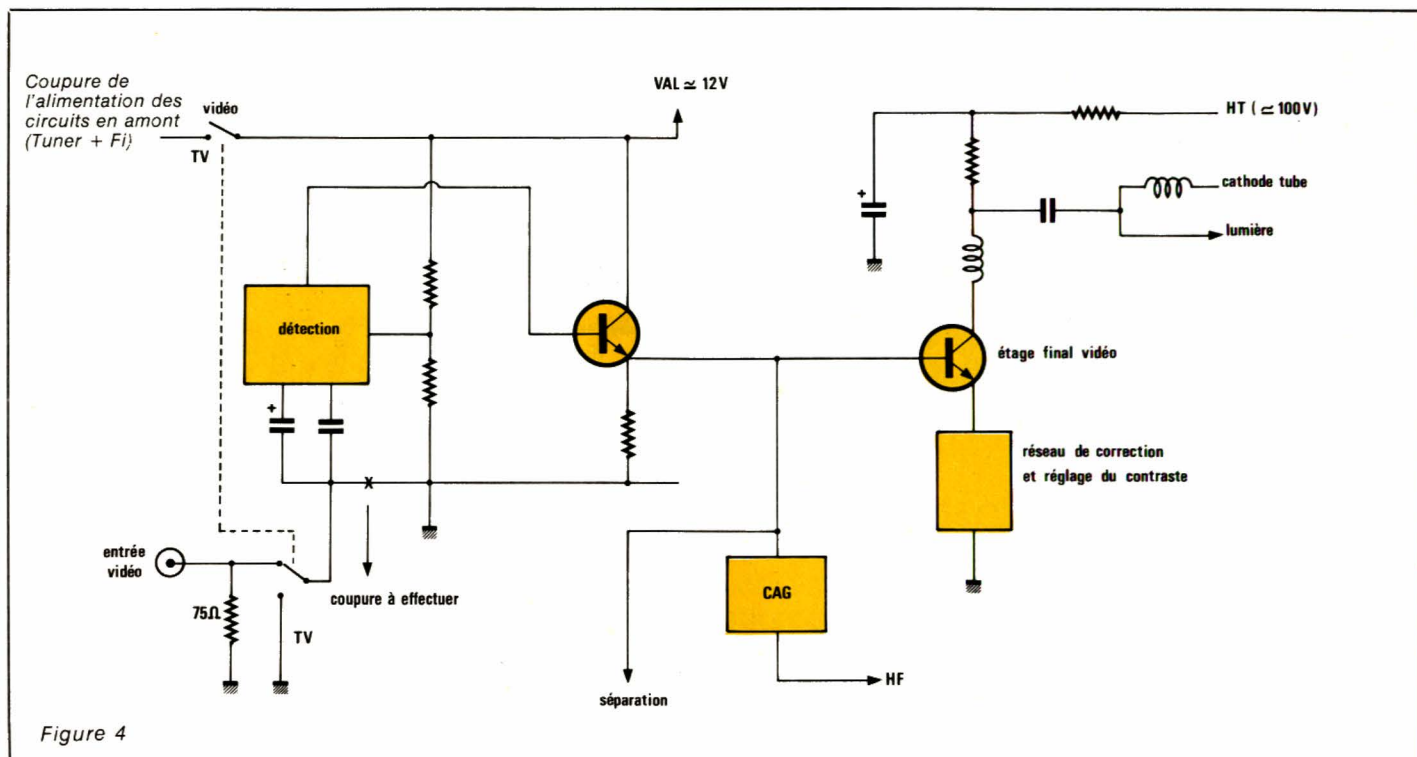 Coupure de
l'alimentation des
circuits en amont
(Tuner + Fi)
vidéo
TV
VAL ≃ 12V
HT ( ≃ 100V)
+
cathode tube
lumière
détection
+
étage final vidéo
réseau de correction
et réglage du contraste
x
entrée
vidéo
75Ω
TV
coupure à effectuer
CAG
HF
séparation
Figure 4